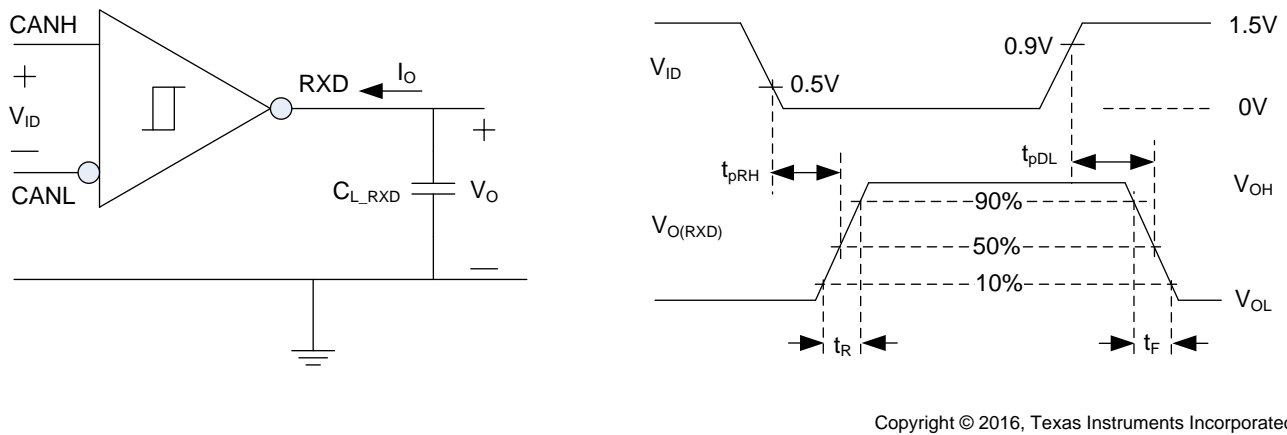 CANH
+
V_ID
—
CANL
RXD
I_O
+
C_L_RXD
V_O
—
V_ID
0.5V
0.9V
1.5V
0V
t_pRH
t_pDL
V_O(RXD)
90%
50%
10%
V_OH
V_OL
t_R
t_F
Copyright © 2016, Texas Instruments Incorporate